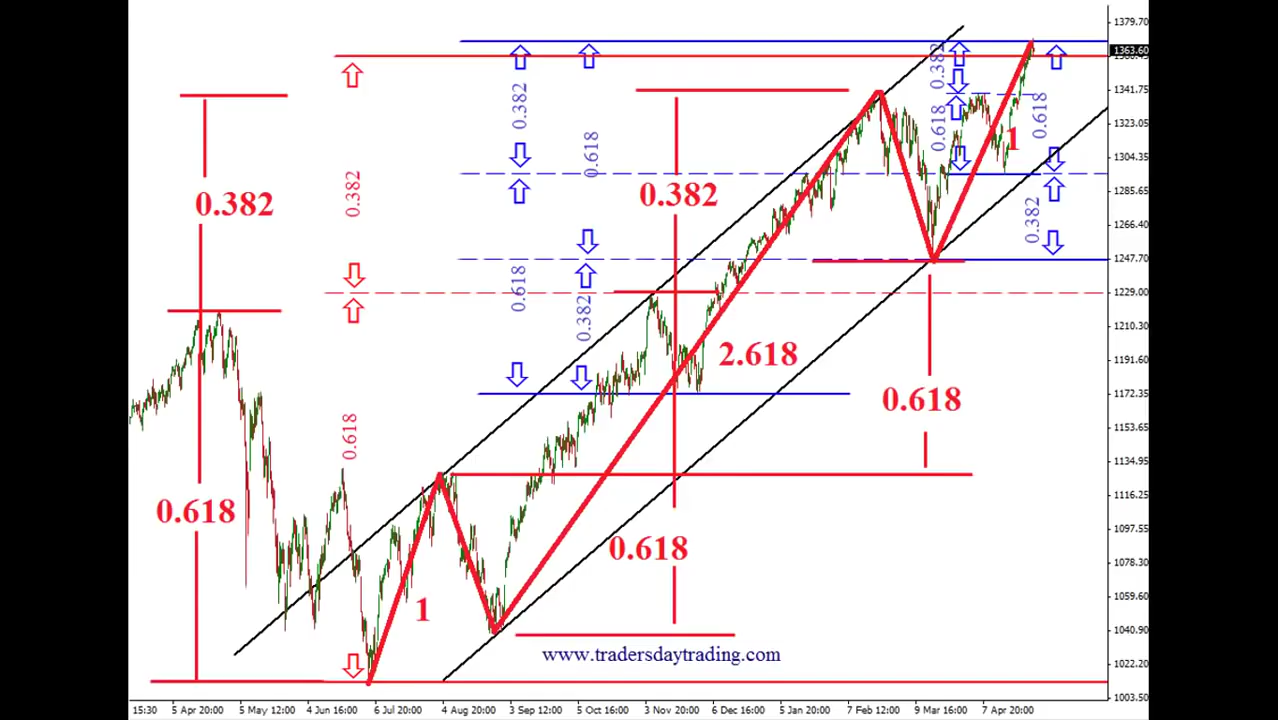 1379.70
1363.60
1341.75
1323.05
1304.35
1285.65
1266.40
1247.70
1229.00
1210.30
1191.60
1172.35
1153.65
1134.95
1116.25
1097.55
1078.30
1059.60
1040.90
1022.20
1003.50
0.382
0.618
0.382
0.618
0.382
0.618
0.618
0.382
0.382
0.618
0.618
0.382
0.382
0.618
2.618
0.618
0.618
1
1
www.tradersdaytrading.com
15:30
5 Apr 20:00
5 May 12:00
4 Jun 16:00
6 Jul 20:00
4 Aug 20:00
3 Sep 12:00
5 Oct 16:00
3 Nov 20:00
6 Dec 16:00
5 Jan 20:00
7 Feb 12:00
9 Mar 16:00
7 Apr 20:00